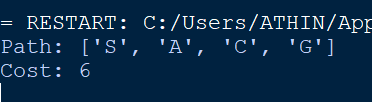 = RESTART: C:/Users/ATHIN/App
Path: ['S', 'A', 'C', 'G']
Cost: 6